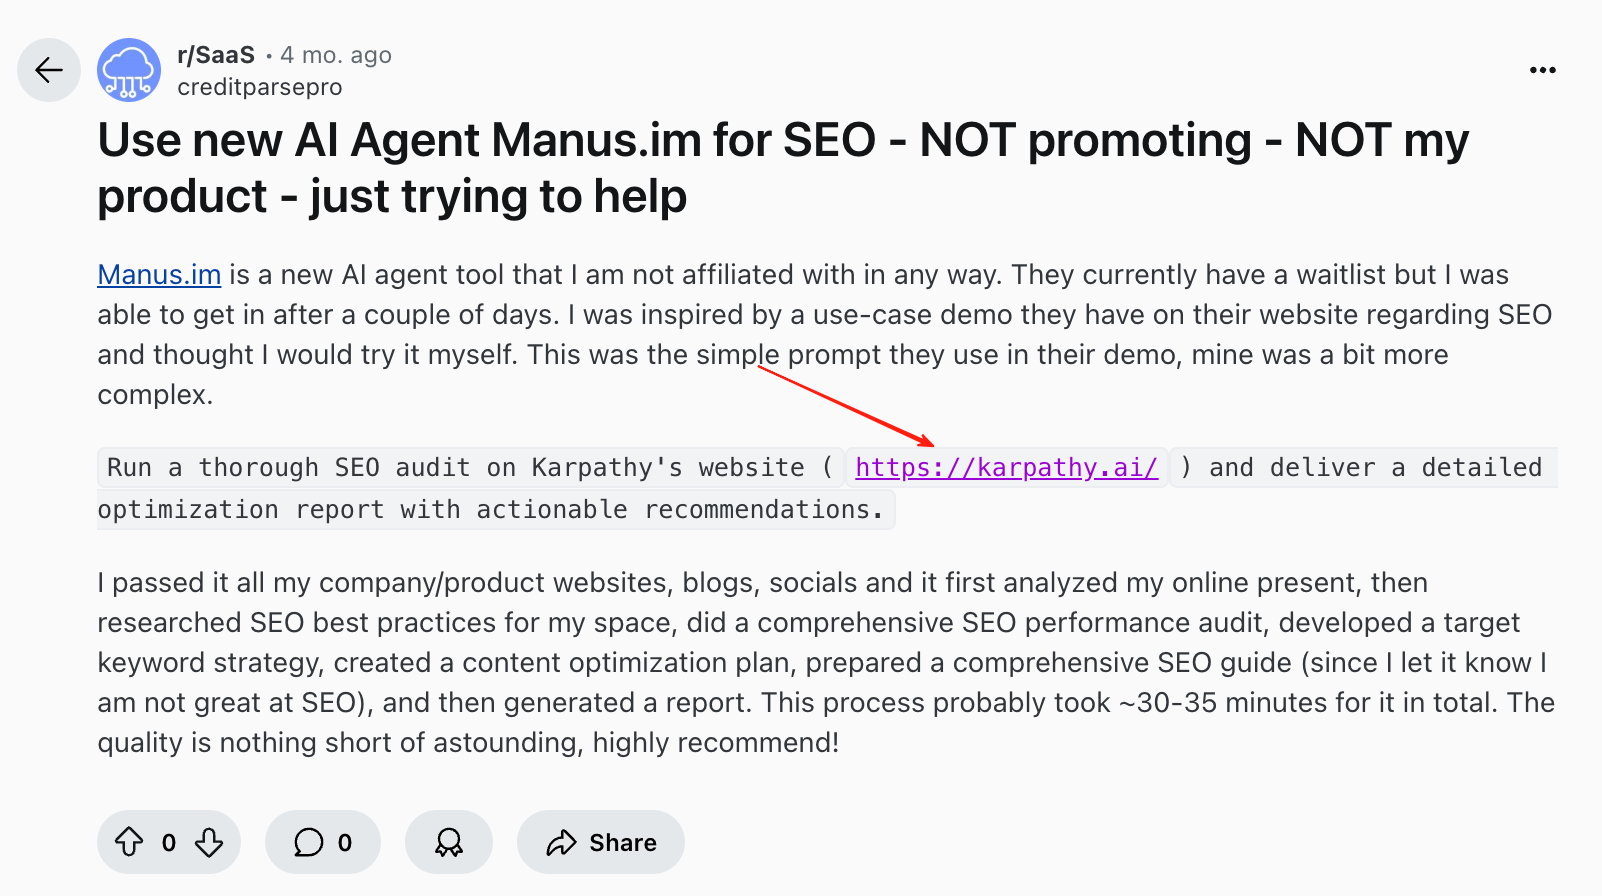 r/SaaS • 4 mo. ago
creditparsepro
Use new AI Agent Manus.im for SEO - NOT promoting - NOT my
product - just trying to help
Manus.im is a new AI agent tool that I am not affiliated with in any way. They currently have a waitlist but I was
able to get in after a couple of days. I was inspired by a use-case demo they have on their website regarding SEO
and thought I would try it myself. This was the simple prompt they use in their demo, mine was a bit more
complex.
Run a thorough SEO audit on Karpathy's website ( https://karpathy.ai/ ) and deliver a detailed
optimization report with actionable recommendations.
I passed it all my company/product websites, blogs, socials and it first analyzed my online present, then
researched SEO best practices for my space, did a comprehensive SEO performance audit, developed a target
keyword strategy, created a content optimization plan, prepared a comprehensive SEO guide (since I let it know I
am not great at SEO), and then generated a report. This process probably took ~30-35 minutes for it in total. The
quality is nothing short of astounding, highly recommend!
0 0 Share